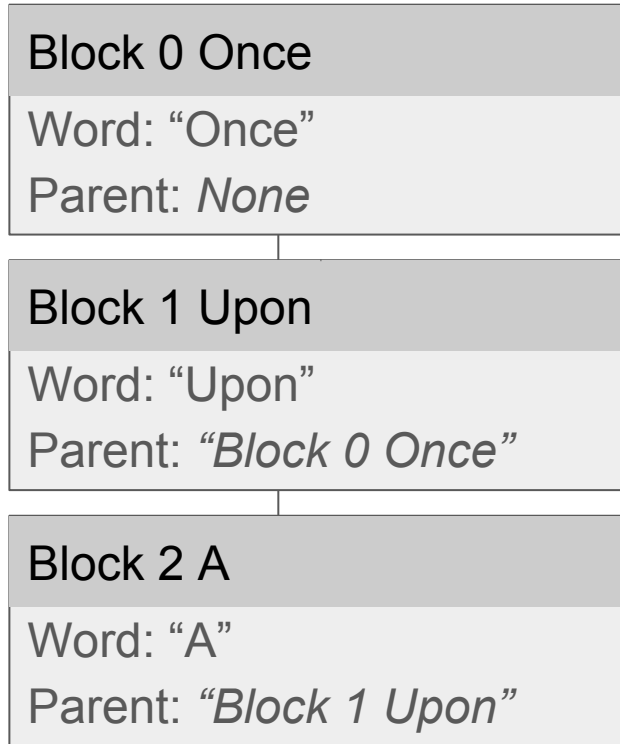 Block 0 Once
Word: “Once”
Parent: None
Block 1 Upon
Word: “Upon”
Parent: “Block 0 Once”
Block 2 A
Word: “A”
Parent: “Block 1 Upon”